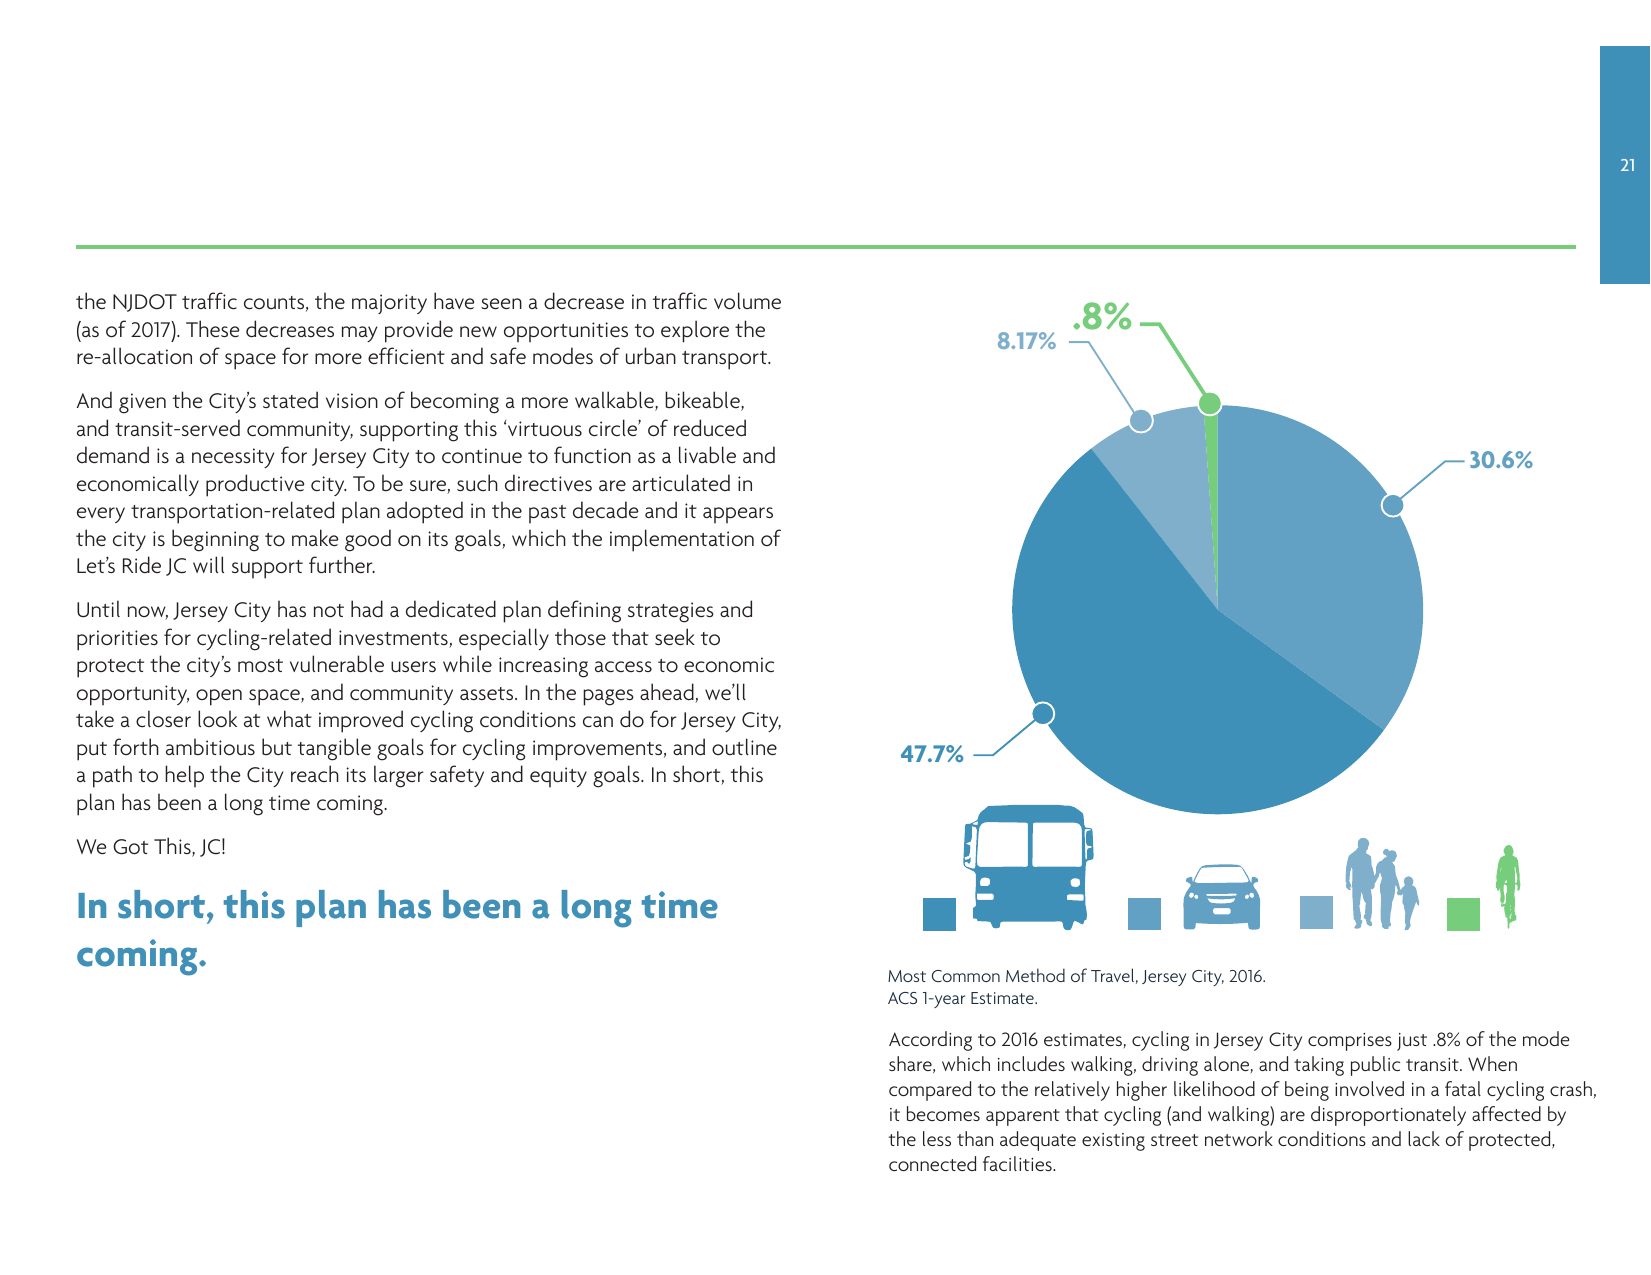 21
the NJDOT traffic counts, the majority have seen a decrease in traffic volume
(as of 2017). These decreases may provide new opportunities to explore the
re-allocation of space for more efficient and safe modes of urban transport.
And given the City’s stated vision of becoming a more walkable, bikeable,
and transit-served community, supporting this ‘virtuous circle’ of reduced
demand is a necessity for Jersey City to continue to function as a livable and
economically productive city. To be sure, such directives are articulated in
every transportation-related plan adopted in the past decade and it appears
the city is beginning to make good on its goals, which the implementation of
Let’s Ride JC will support further.
Until now, Jersey City has not had a dedicated plan defining strategies and
priorities for cycling-related investments, especially those that seek to
protect the city’s most vulnerable users while increasing access to economic
opportunity, open space, and community assets. In the pages ahead, we’ll
take a closer look at what improved cycling conditions can do for Jersey City,
put forth ambitious but tangible goals for cycling improvements, and outline
a path to help the City reach its larger safety and equity goals. In short, this
plan has been a long time coming.
We Got This, JC!
In short, this plan has been a long time
coming.
.8%
8.17%
30.6%
47.7%
Most Common Method of Travel, Jersey City, 2016.
ACS 1-year Estimate.
According to 2016 estimates, cycling in Jersey City comprises just .8% of the mode
share, which includes walking, driving alone, and taking public transit. When
compared to the relatively higher likelihood of being involved in a fatal cycling crash,
it becomes apparent that cycling (and walking) are disproportionately affected by
the less than adequate existing street network conditions and lack of protected,
connected facilities.